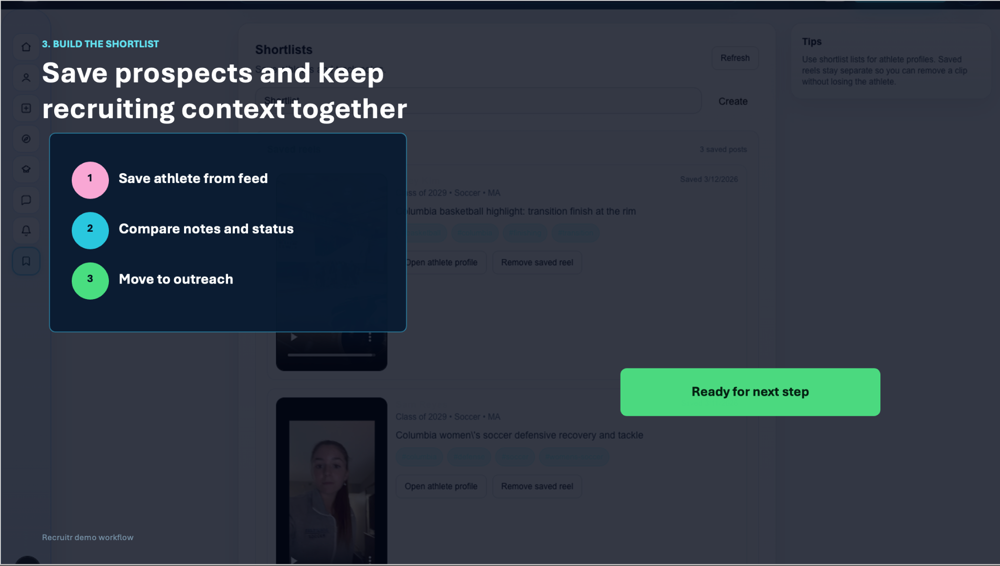 3. BUILD THE SHORTLIST
Save prospects and keep
recruiting context together
1 Save athlete from feed
2 Compare notes and status
3 Move to outreach
Ready for next step
Recruitr demo workflow
Shortlists
Refresh
Shortlist
Create
3 saved posts
Saved 3/12/2026
ass of 2029 • Soccer • MA
lumbia basketball highlight: transition finish at the rim
Open athlete profile
Remove saved reel
Class of 2029 • Soccer • MA
Columbia women\'s soccer defensive recovery and tackle
Open athlete profile
Remove saved reel
Tips
Use shortlist lists for athlete profiles. Saved
reels stay separate so you can remove a clip
without losing the athlete.